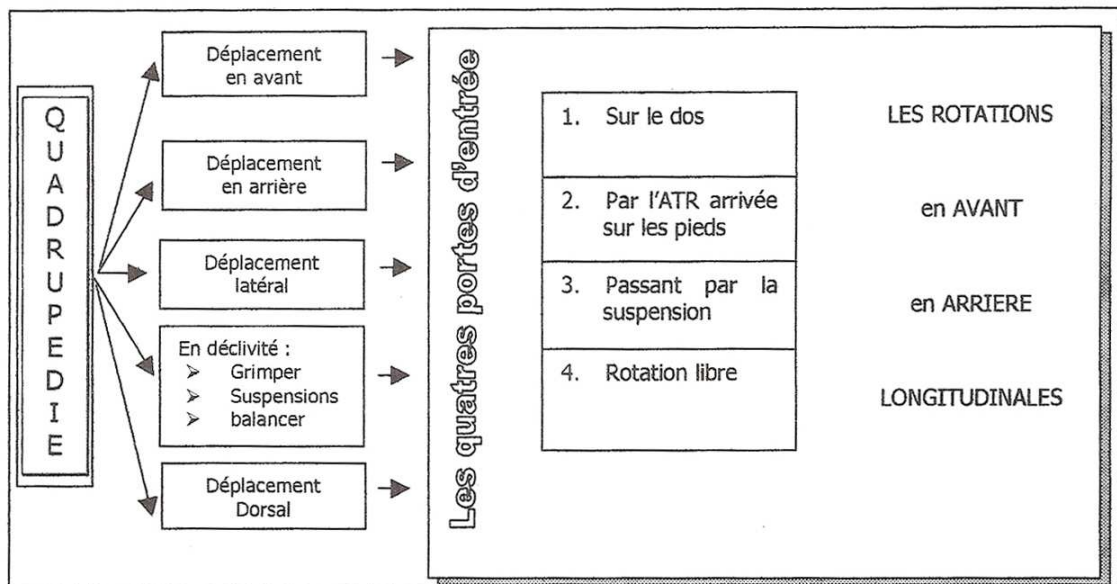 QUADRUPEDIE
Déplacement
en avant
Déplacement
en arrière
Déplacement
latéral
En déclivité :
➢ Grimper
➢ Suspensions
➢ balancer
Déplacement
Dorsal
Les quatres portes d'entrée
1. Sur le dos
2. Par l'ATR arrivée
sur les pieds
3. Passant par la
suspension
4. Rotation libre
LES ROTATIONS
en AVANT
en ARRIERE
LONGITUDINALES